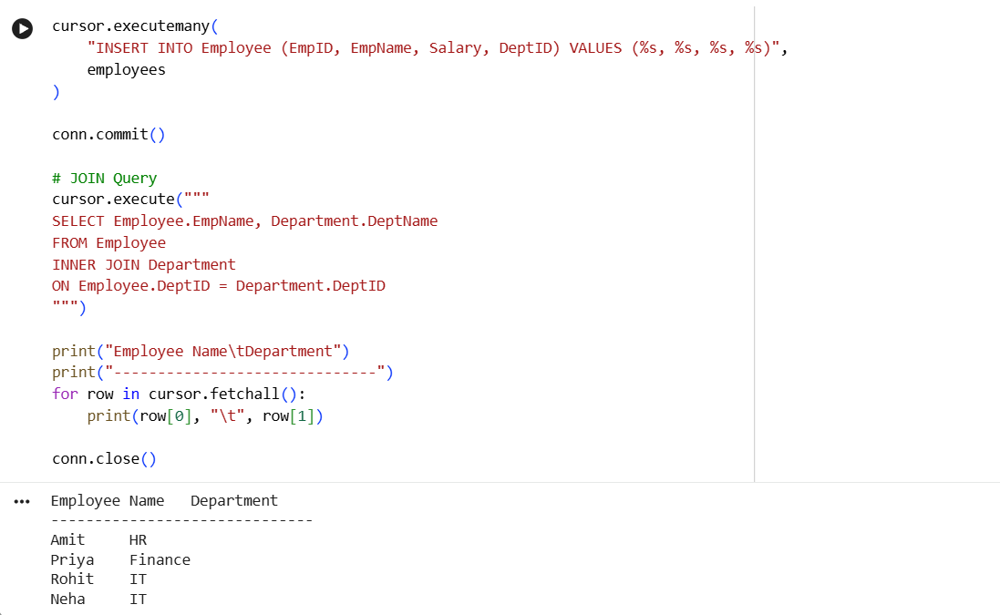 cursor.executemany(
    "INSERT INTO Employee (EmpID, EmpName, Salary, DeptID) VALUES (%s, %s, %s, %s)",
    employees
)

conn.commit()

# JOIN Query
cursor.execute("""
SELECT Employee.EmpName, Department.DeptName
FROM Employee
INNER JOIN Department
ON Employee.DeptID = Department.DeptID
""")

print("Employee Name\tDepartment")
print("------------------------------")
for row in cursor.fetchall():
    print(row[0], "\t", row[1])

conn.close()

Employee Name   Department
------------------------------
Amit     HR
Priya    Finance
Rohit    IT
Neha     IT